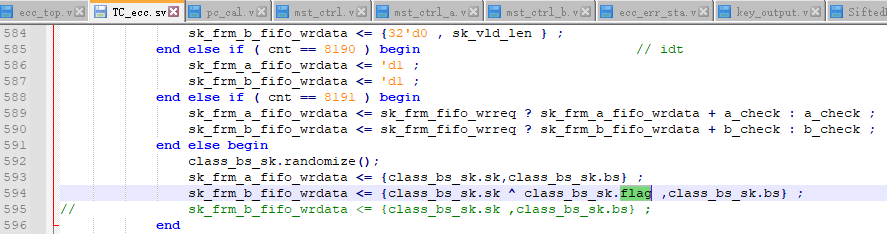 ecc_top.v TC_ecc.sv pc_cal.v mst_ctrl.v mst_ctrl_a.v mst_ctrl_b.v ecc_err_sta.v key_output.v Sifted
584 sk_frm_b_fifo_wrdata <= {32'd0 , sk_vld_len } ;
585 end else if ( cnt == 8190 ) begin // idt
586 sk_frm_a_fifo_wrdata <= 'd1 ;
587 sk_frm_b_fifo_wrdata <= 'd1 ;
588 end else if ( cnt == 8191 ) begin
589 sk_frm_a_fifo_wrdata <= sk_frm_fifo_wrreq ? sk_frm_a_fifo_wrdata + a_check : a_check ;
590 sk_frm_b_fifo_wrdata <= sk_frm_fifo_wrreq ? sk_frm_b_fifo_wrdata + b_check : b_check ;
591 end else begin
592 class_bs_sk.randomize();
593 sk_frm_a_fifo_wrdata <= {class_bs_sk.sk,class_bs_sk.bs} ;
594 sk_frm_b_fifo_wrdata <= {class_bs_sk.sk ^ class_bs_sk.flag ,class_bs_sk.bs} ;
595 // sk_frm_b_fifo_wrdata <= {class_bs_sk.sk ,class_bs_sk.bs} ;
596 end